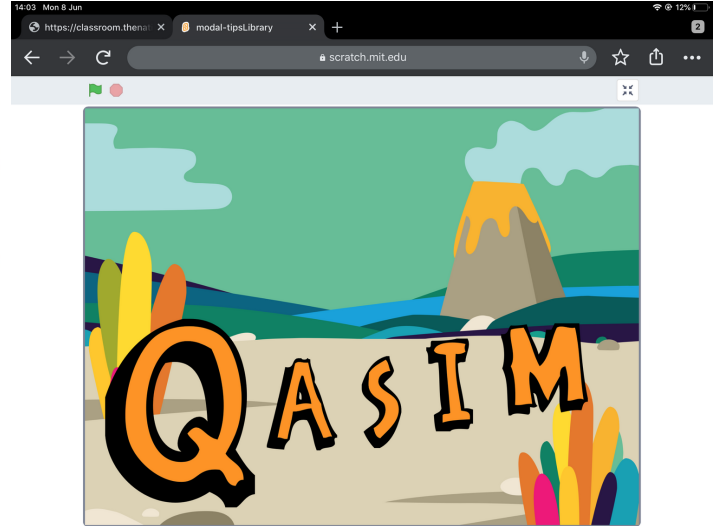 14:03 Mon 8 Jun
12%
https://classroom.thenat
modal-tipsLibrary
2
scratch.mit.edu
QASIM